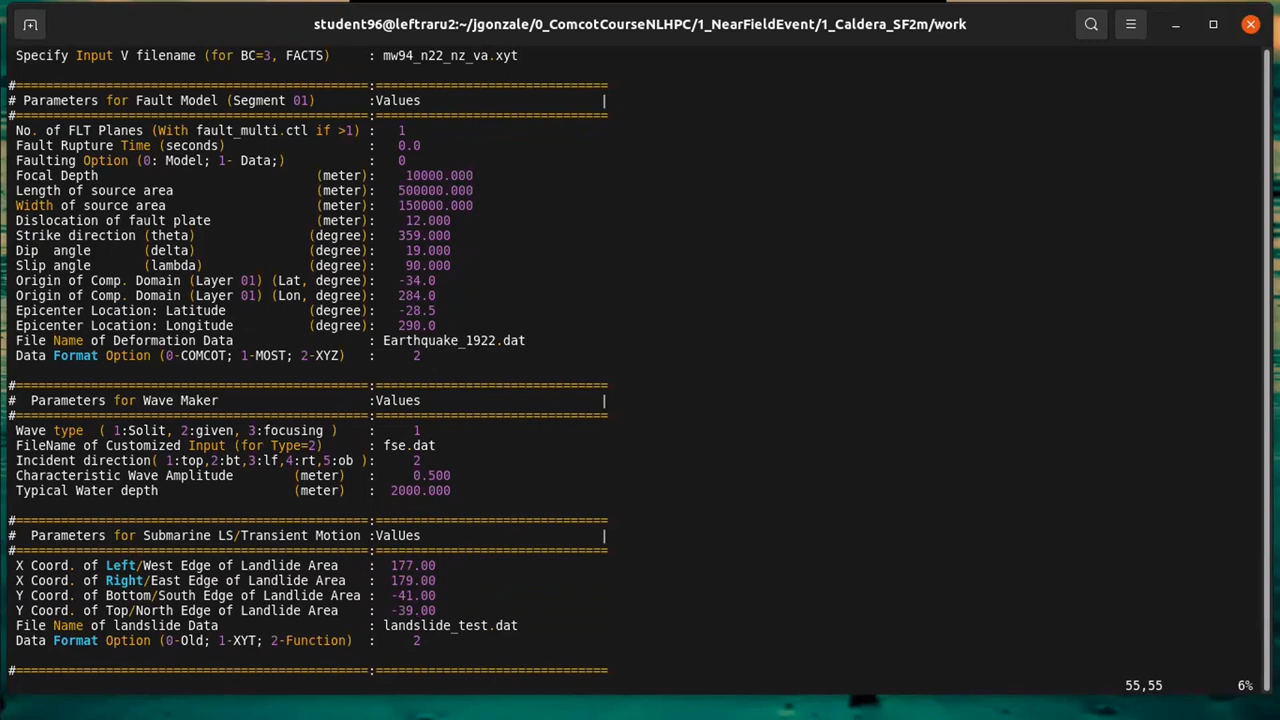 student96@leftraru2:~/jgonzale/0_ComcotCourseNLHPC/1_NearFieldEvent/1_Caldera_SF2m/work
Specify Input V filename (for BC=3, FACTS)     : mw94_n22_nz_va.xyt
#===============================================:===============================
# Parameters for Fault Model (Segment 01)       :Values                        |
#===============================================:===============================
No. of FLT Planes (With fault_multi.ctl if >1) :   1
Fault Rupture Time (seconds)                       0.0
Faulting Option (0: Model; 1- Data;)           :   0
Focal Depth                             (meter):    10000.000
Length of source area                   (meter):   500000.000
Width of source area                    (meter):   150000.000
Dislocation of fault plate              (meter):    12.000
Strike direction (theta)               (degree):   359.000
Dip  angle       (delta)               (degree):    19.000
Slip angle       (lambda)              (degree):    90.000
Origin of Comp. Domain (Layer 01) (Lat, degree):   -34.0
Origin of Comp. Domain (Layer 01) (Lon, degree):   284.0
Epicenter Location: Latitude           (degree):   -28.5
Epicenter Location: Longitude          (degree):   290.0
File Name of Deformation Data                  : Earthquake_1922.dat
Data Format Option (0-COMCOT; 1-MOST; 2-XYZ)   :     2
#===============================================:===============================
#  Parameters for Wave Maker                    :Values                        |
#===============================================:===============================
Wave type  ( 1:Solit, 2:given, 3:focusing )    :     1
FileName of Customized Input (for Type=2)      : fse.dat
Incident direction( 1:top,2:bt,3:lf,4:rt,5:ob ):     2
Characteristic Wave Amplitude        (meter)   :     0.500
Typical Water depth                  (meter)   :  2000.000
#===============================================:===============================
#  Parameters for Submarine LS/Transient Motion :ValUes                        |
#===============================================:===============================
X Coord. of Left/West Edge of Landlide Area    :  177.00
X Coord. of Right/East Edge of Landlide Area   :  179.00
Y Coord. of Bottom/South Edge of Landlide Area :  -41.00
Y Coord. of Top/North Edge of Landlide Area    :  -39.00
File Name of landslide Data                    : landslide_test.dat
Data Format Option (0-Old; 1-XYT; 2-Function)  :     2
#===============================================:===============================
55,55          6%